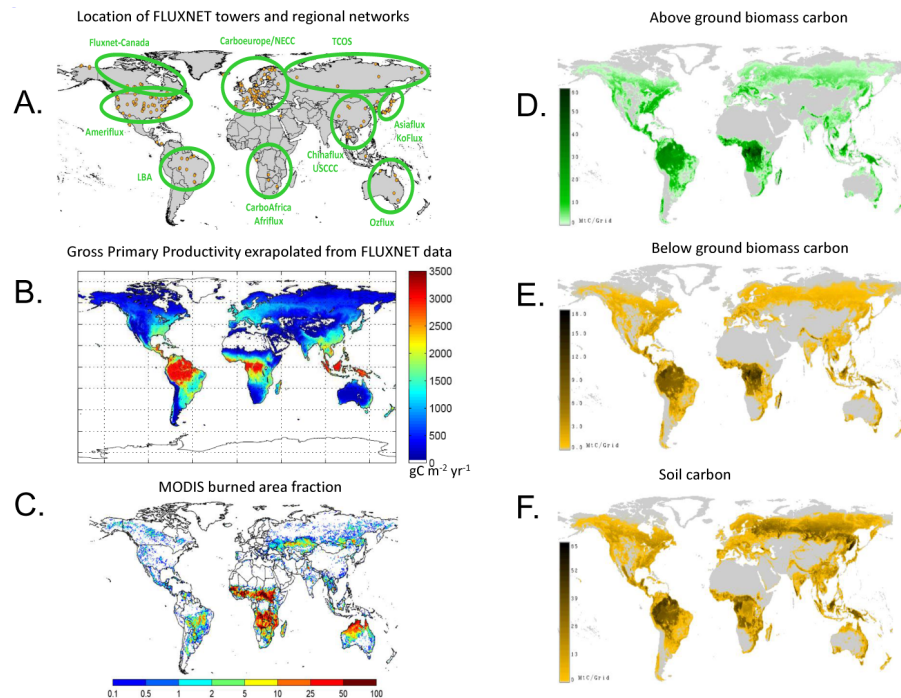 Location of FLUXNET towers and regional networks
A.
Fluxnet-Canada
Carboeurope/NECC
TCOS
Ameriflux
Asiaflux
KoFlux
LBA
Chinaflux
USCCC
CarboAfrica
Afriflux
Ozflux
Gross Primary Productivity exrapolated from FLUXNET data
B.
3500
3000
2500
2000
1500
1000
500
0
gC m⁻² yr⁻¹
MODIS burned area fraction
C.
0.1 0.5 1 2 5 10 25 50 100
Above ground biomass carbon
D.
MtC/Grid
Below ground biomass carbon
E.
MtC/Grid
Soil carbon
F.
MtC/Grid